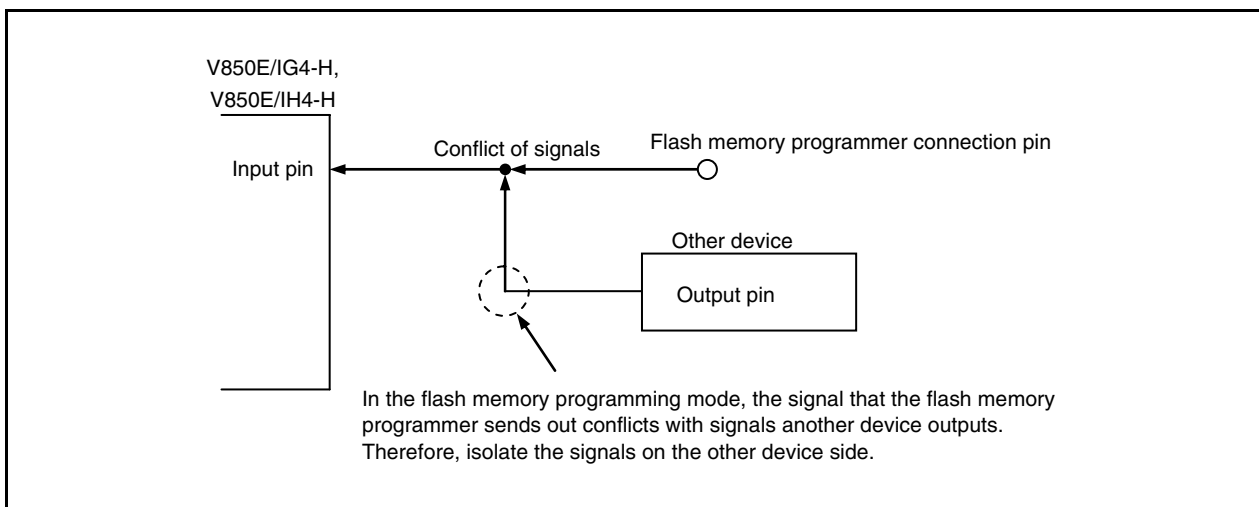 V850E/IG4-H,
V850E/IH4-H
Conflict of signals
Flash memory programmer connection pin
Input pin
Other device
Output pin
In the flash memory programming mode, the signal that the flash memory
programmer sends out conflicts with signals another device outputs.
Therefore, isolate the signals on the other device side.